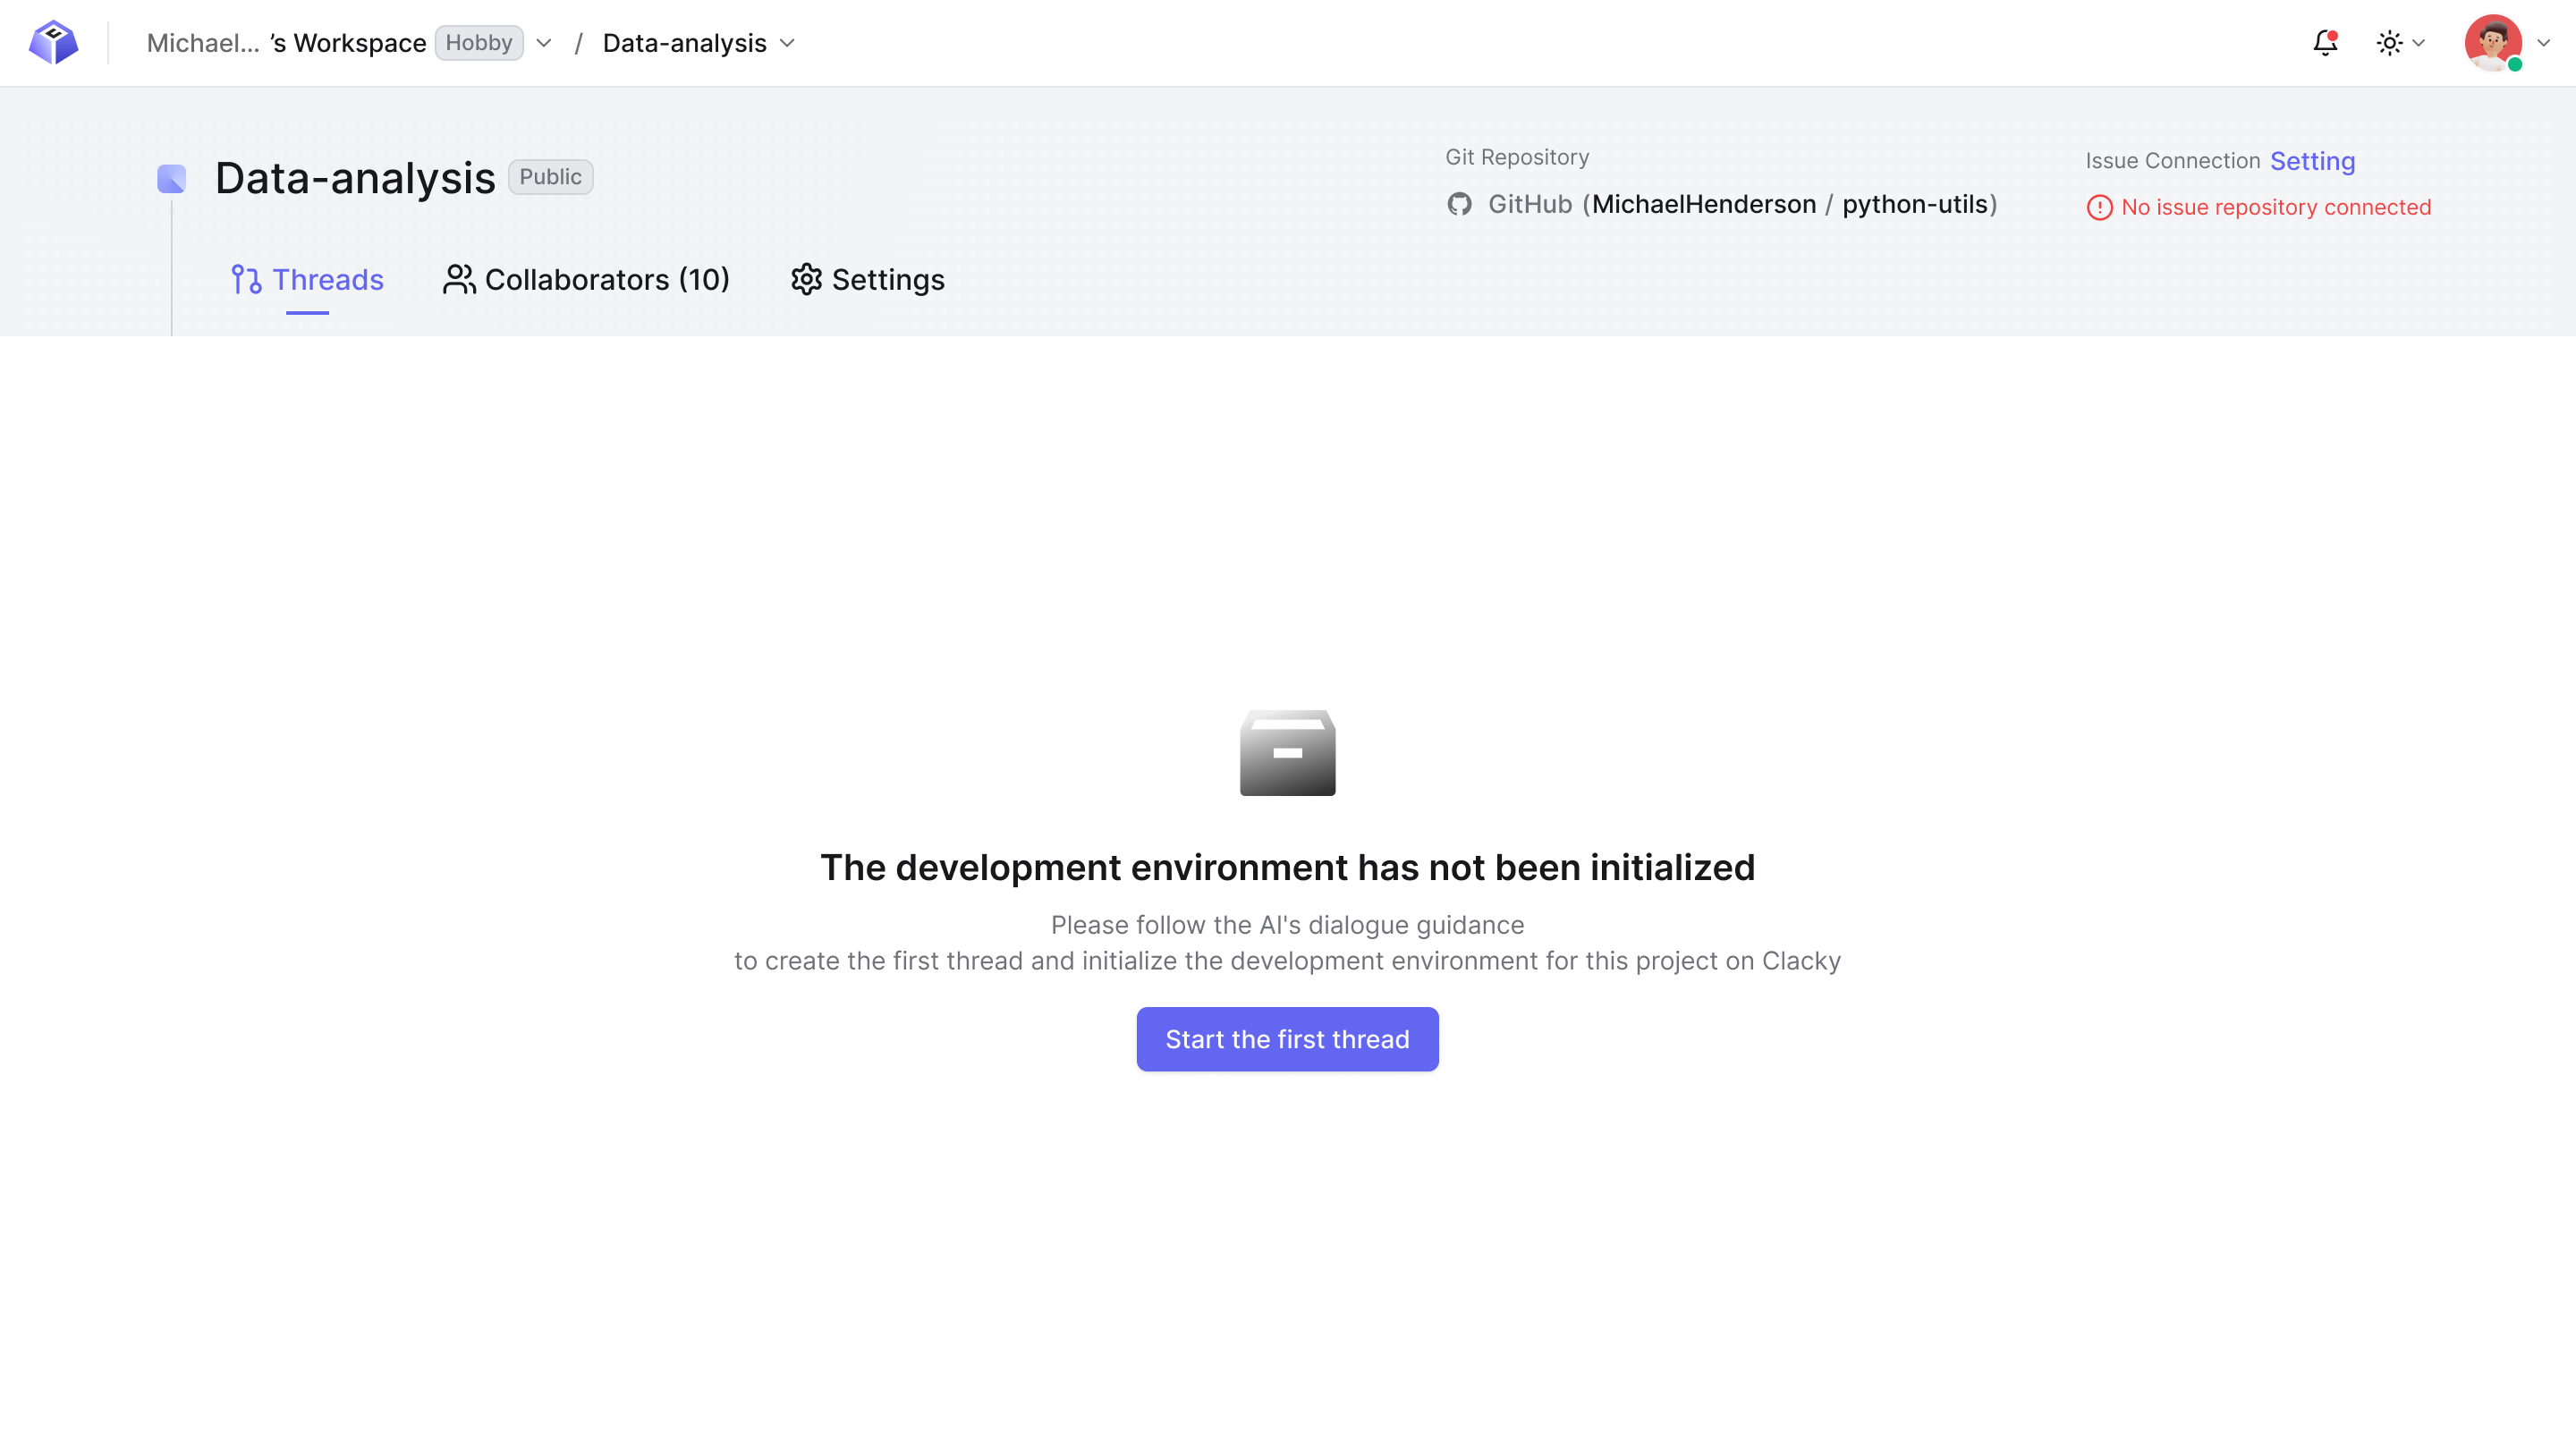 Michael... ’s Workspace Hobby / Data-analysis
Data-analysis Public
Git Repository
GitHub (MichaelHenderson / python-utils)
Issue Connection Setting
No issue repository connected
Threads
Collaborators (10)
Settings
The development environment has not been initialized
Please follow the AI's dialogue guidance
to create the first thread and initialize the development environment for this project on Clacky
Start the first thread